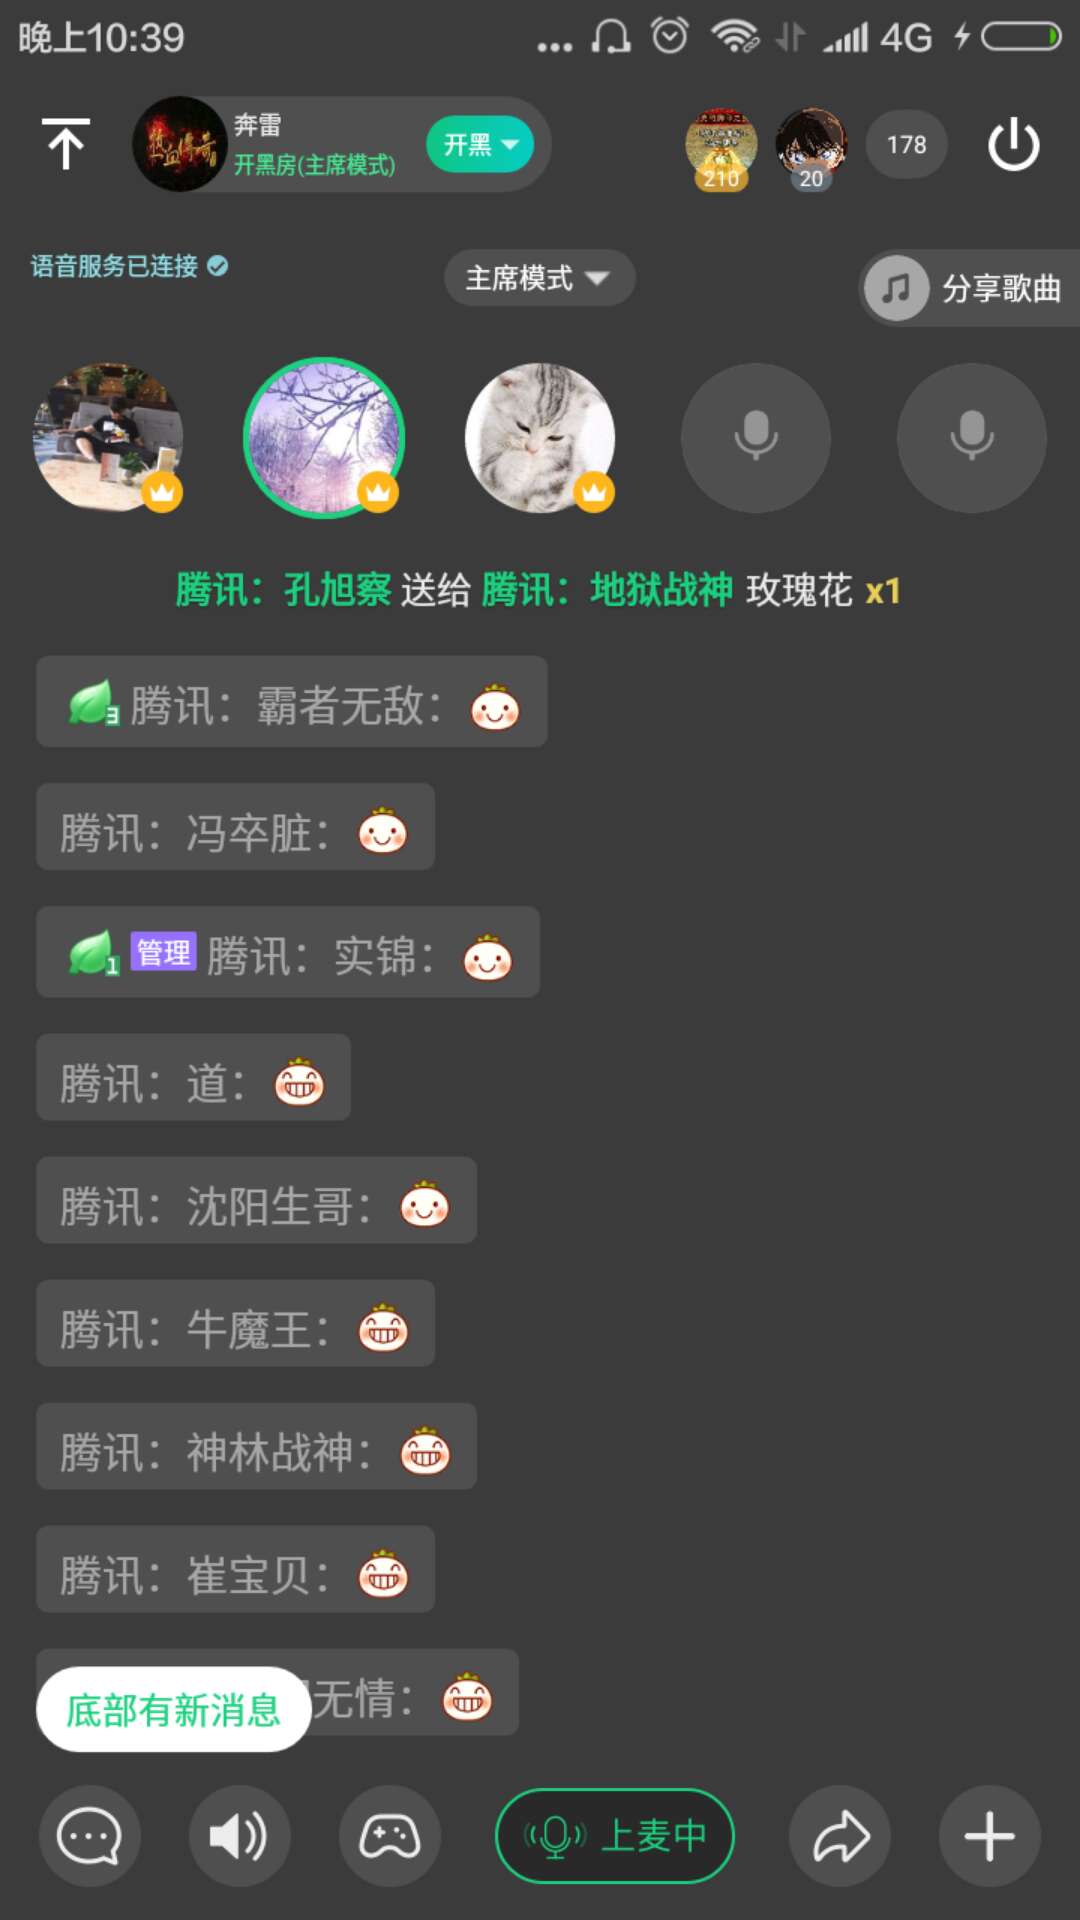 晚上10:39
4G
奔雷
开黑房(主席模式)
开黑
210
20
178
语音服务已连接
主席模式
分享歌曲
腾讯：孔旭察 送给 腾讯：地狱战神 玫瑰花 x1
3 腾讯：霸者无敌：
腾讯：冯卒脏：
1 管理 腾讯：实锦：
腾讯：道：
腾讯：沈阳生哥：
腾讯：牛魔王：
腾讯：神林战神：
腾讯：崔宝贝：
无情：
底部有新消息
上麦中